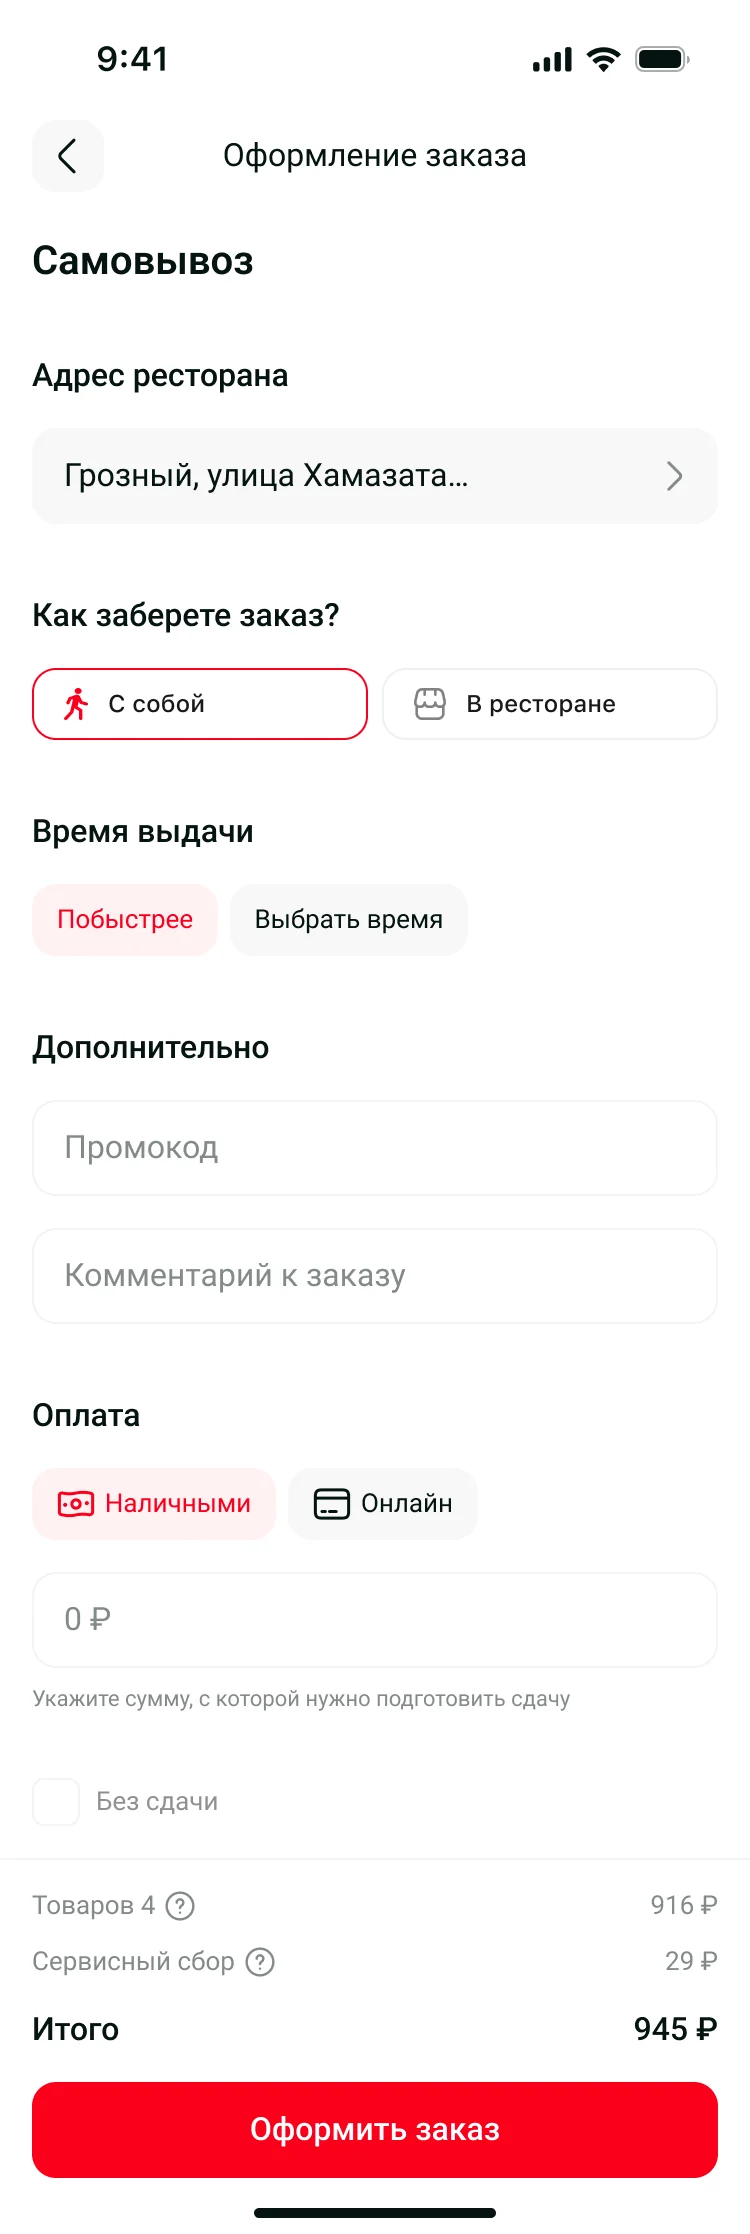 9:41
Оформление заказа
Самовывоз
Адрес ресторана
Грозный, улица Хамазата...
Как заберете заказ?
С собой
В ресторане
Время выдачи
Побыстрее
Выбрать время
Дополнительно
Промокод
Комментарий к заказу
Оплата
Наличными
Онлайн
0 ₽
Укажите сумму, с которой нужно подготовить сдачу
Без сдачи
Товаров 4 ? 916 ₽
Сервисный сбор ? 29 ₽
Итого 945 ₽
Оформить заказ